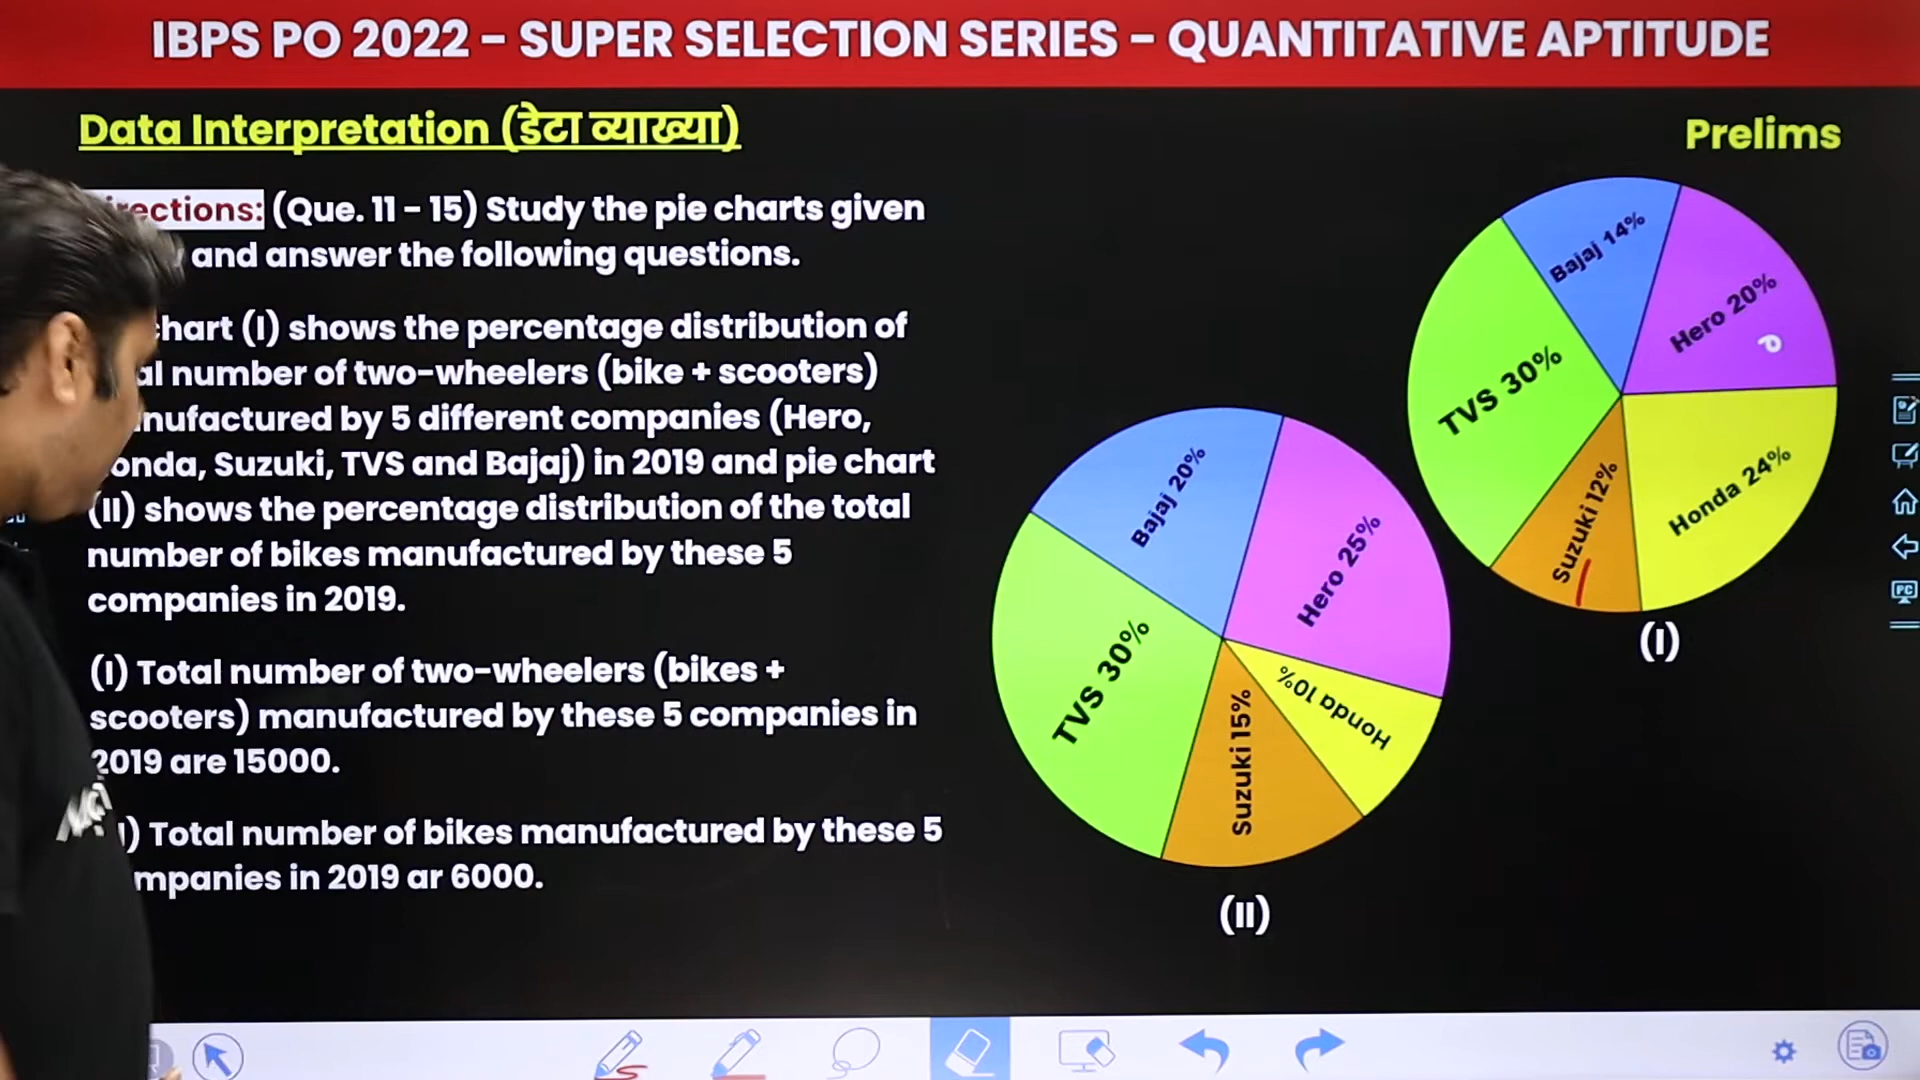 IBPS PO 2022 - SUPER SELECTION SERIES - QUANTITATIVE APTITUDE
Data Interpretation (डेटा व्याख्या)
Prelims
(Que. 11 - 15) Study the pie charts given
and answer the following questions.
chart (I) shows the percentage distribution of
number of two-wheelers (bike + scooters)
by 5 different companies (Hero,
Suzuki, TVS and Bajaj) in 2019 and pie chart
(II) shows the percentage distribution of the total
number of bikes manufactured by these 5
companies in 2019.
(I) Total number of two-wheelers (bikes +
scooters) manufactured by these 5 companies in
2019 are 15000.
Total number of bikes manufactured by these 5
in 2019 ar 6000.
Bajaj 14%
Hero 20%
TVS 30%
Suzuki 12%
Honda 24%
(I)
Bajaj 20%
Hero 25%
TVS 30%
Suzuki 15%
Honda 10%
(II)
PC